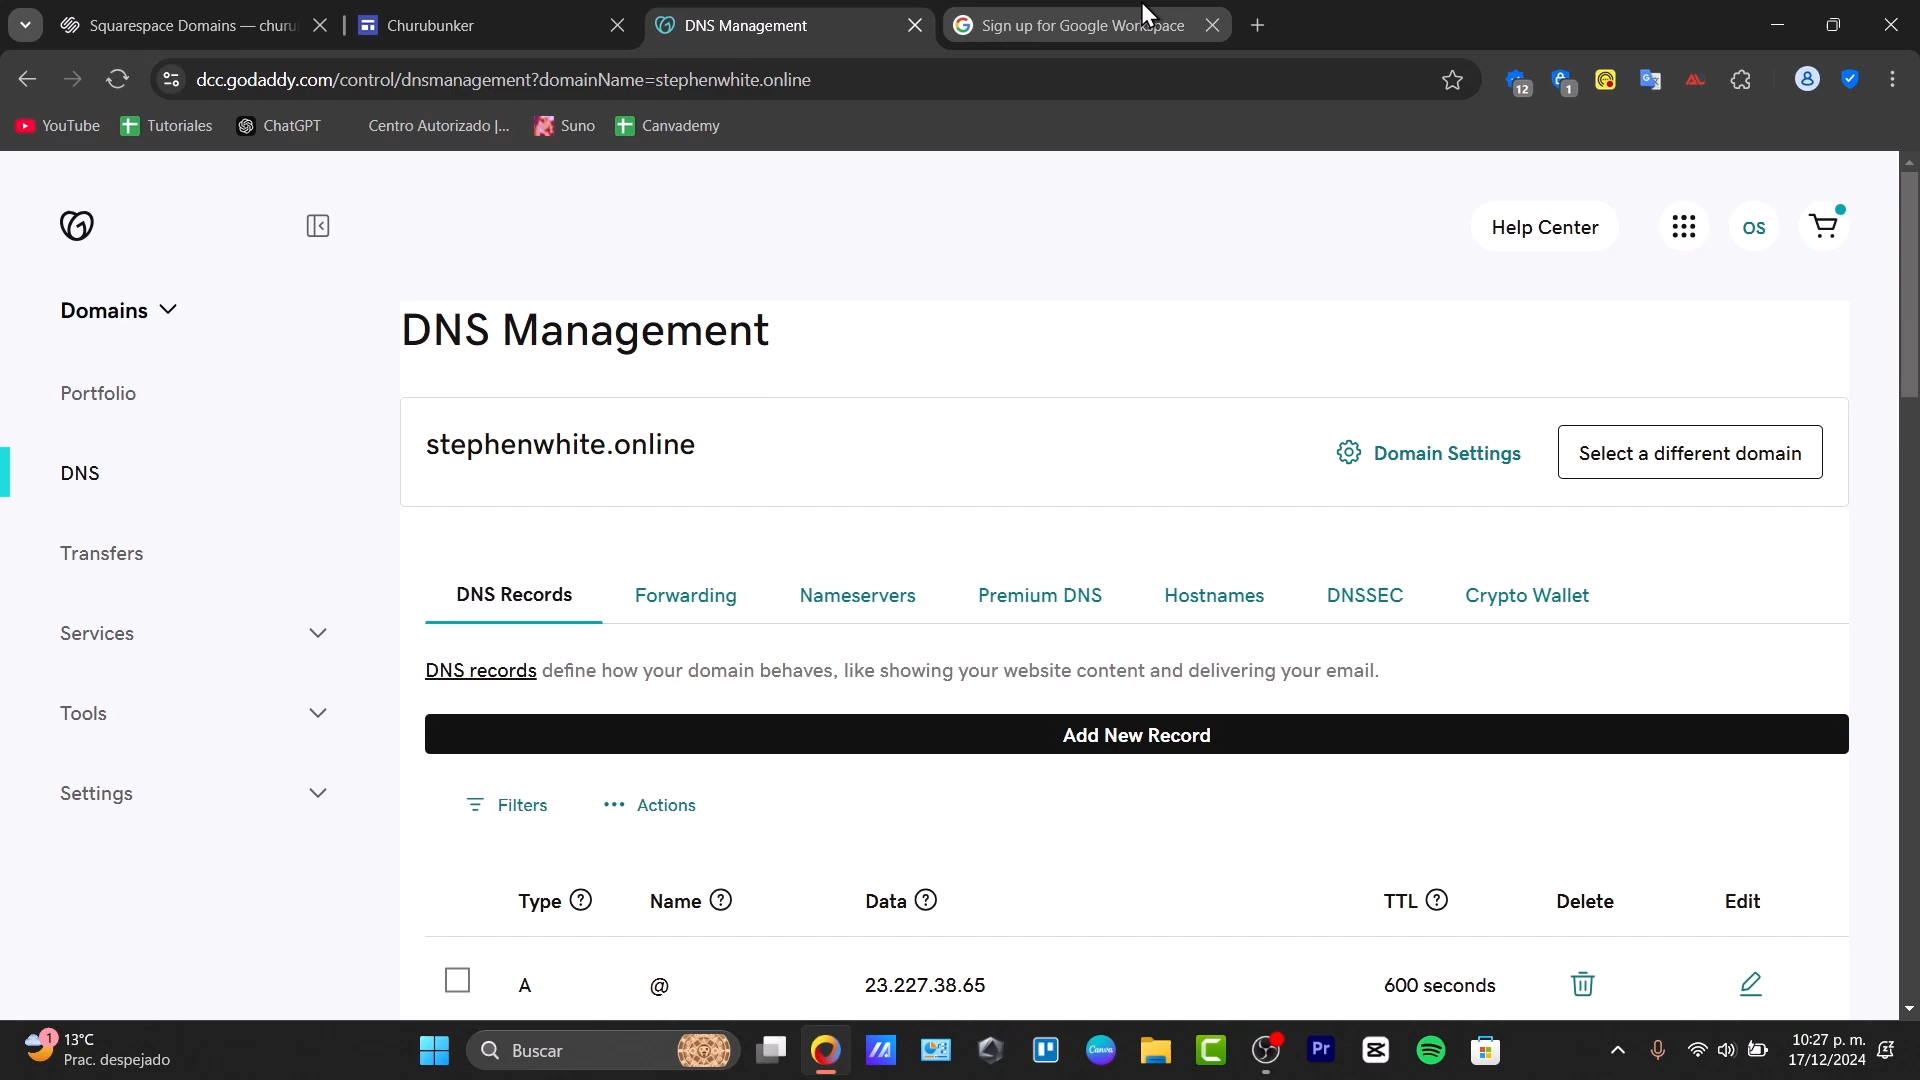 Squarespace Domains — churu
Churubunker
DNS Management
Sign up for Google Workspace
dcc.godaddy.com/control/dnsmanagement?domainName=stephenwhite.online
12
1
YouTube
Tutoriales
ChatGPT
Centro Autorizado |...
Suno
Canvademy
Help Center
OS
Domains
Portfolio
DNS
Transfers
Services
Tools
Settings
DNS Management
stephenwhite.online
Domain Settings
Select a different domain
DNS Records
Forwarding
Nameservers
Premium DNS
Hostnames
DNSSEC
Crypto Wallet
DNS records define how your domain behaves, like showing your website content and delivering your email.
Add New Record
Filters
Actions
Type
Name
Data
TTL
Delete
Edit
A
@
23.227.38.65
600 seconds
1
13°C
Prac. despejado
Buscar
Canva
Pr
10:27 p. m.
17/12/2024